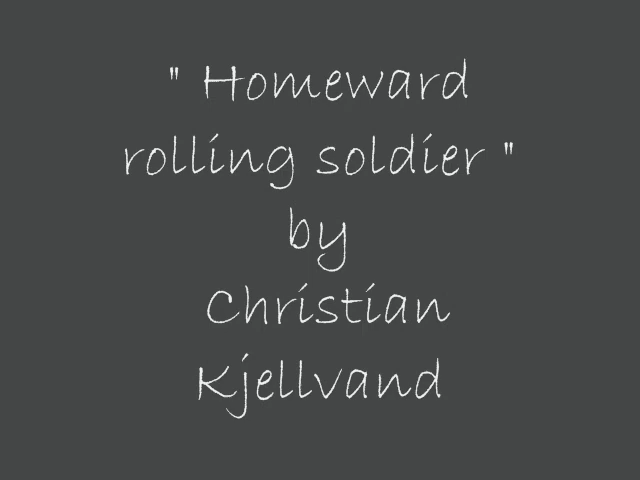 " Homeward
rolling soldier "
by
Christian
Kjellvand